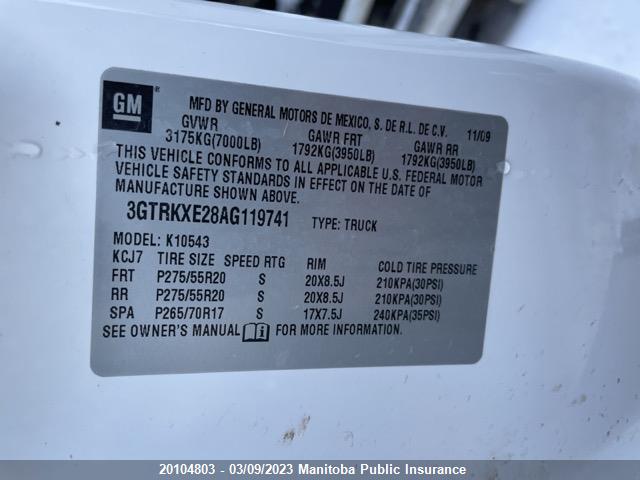 GM ®
MFD BY GENERAL MOTORS DE MEXICO, S. DE R.L. DE C.V. 11/09
GVWR GAWR FRT GAWR RR
3175KG(7000LB) 1792KG(3950LB) 1792KG(3950LB)
THIS VEHICLE CONFORMS TO ALL APPLICABLE U.S. FEDERAL MOTOR
VEHICLE SAFETY STANDARDS IN EFFECT ON THE DATE OF
MANUFACTURE SHOWN ABOVE.
3GTRKXE28AG119741 TYPE: TRUCK
MODEL: K10543
KCJ7 TIRE SIZE SPEED RTG RIM COLD TIRE PRESSURE
FRT P275/55R20 S 20X8.5J 210KPA(30PSI)
RR P275/55R20 S 20X8.5J 210KPA(30PSI)
SPA P265/70R17 S 17X7.5J 240KPA(35PSI)
SEE OWNER'S MANUAL FOR MORE INFORMATION.
20104803 - 03/09/2023 Manitoba Public Insurance